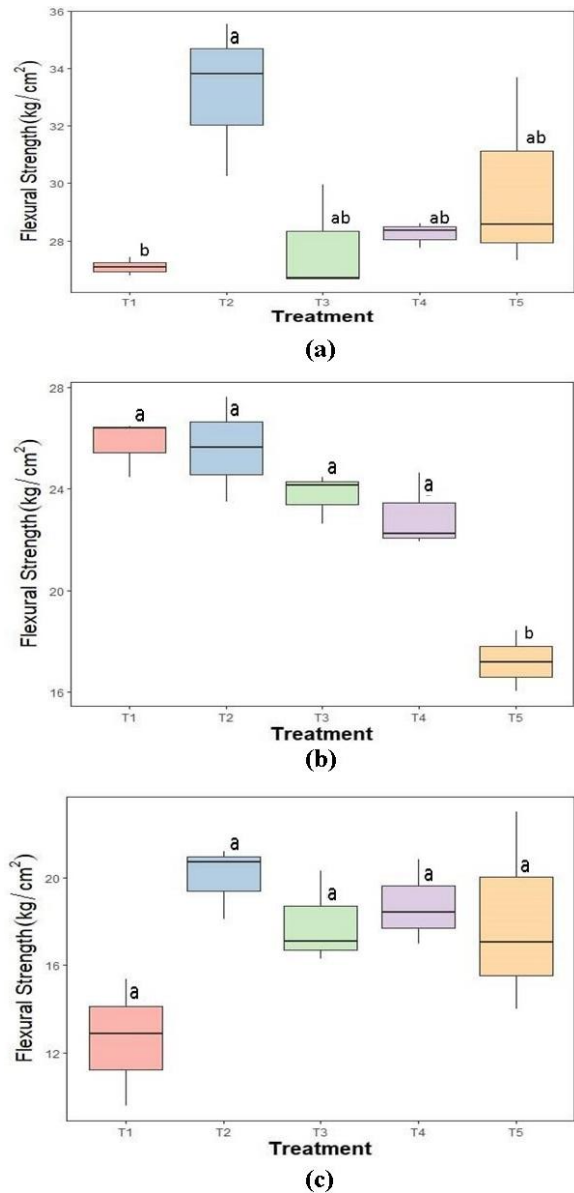 Flexural Strength(kg/cm²)
36
34
32
30
28
b
a
ab
ab
ab
T1 T2 T3 T4 T5
Treatment
(a)
Flexural Strength(kg/cm²)
28
24
20
16
a
a
a
a
b
T1 T2 T3 T4 T5
Treatment
(b)
Flexural Strength(kg/cm²)
20
16
12
a
a
a
a
a
T1 T2 T3 T4 T5
Treatment
(c)